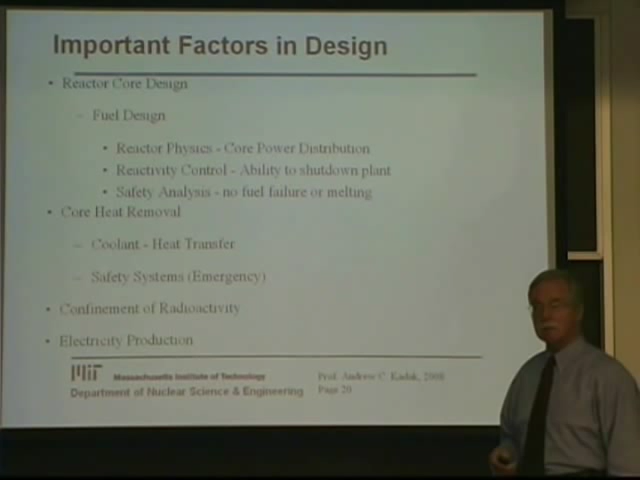 Important Factors in Design
• Reactor Core Design
– Fuel Design
• Reactor Physics - Core Power Distribution
• Reactivity Control - Ability to shutdown plant
• Safety Analysis - no fuel failure or melting
• Core Heat Removal
– Coolant - Heat Transfer
– Safety Systems (Emergency)
• Confinement of Radioactivity
• Electricity Production
MIT Massachusetts Institute of Technology
Department of Nuclear Science & Engineering
Prof. Andrew C. Kadak, 2008
Page 20